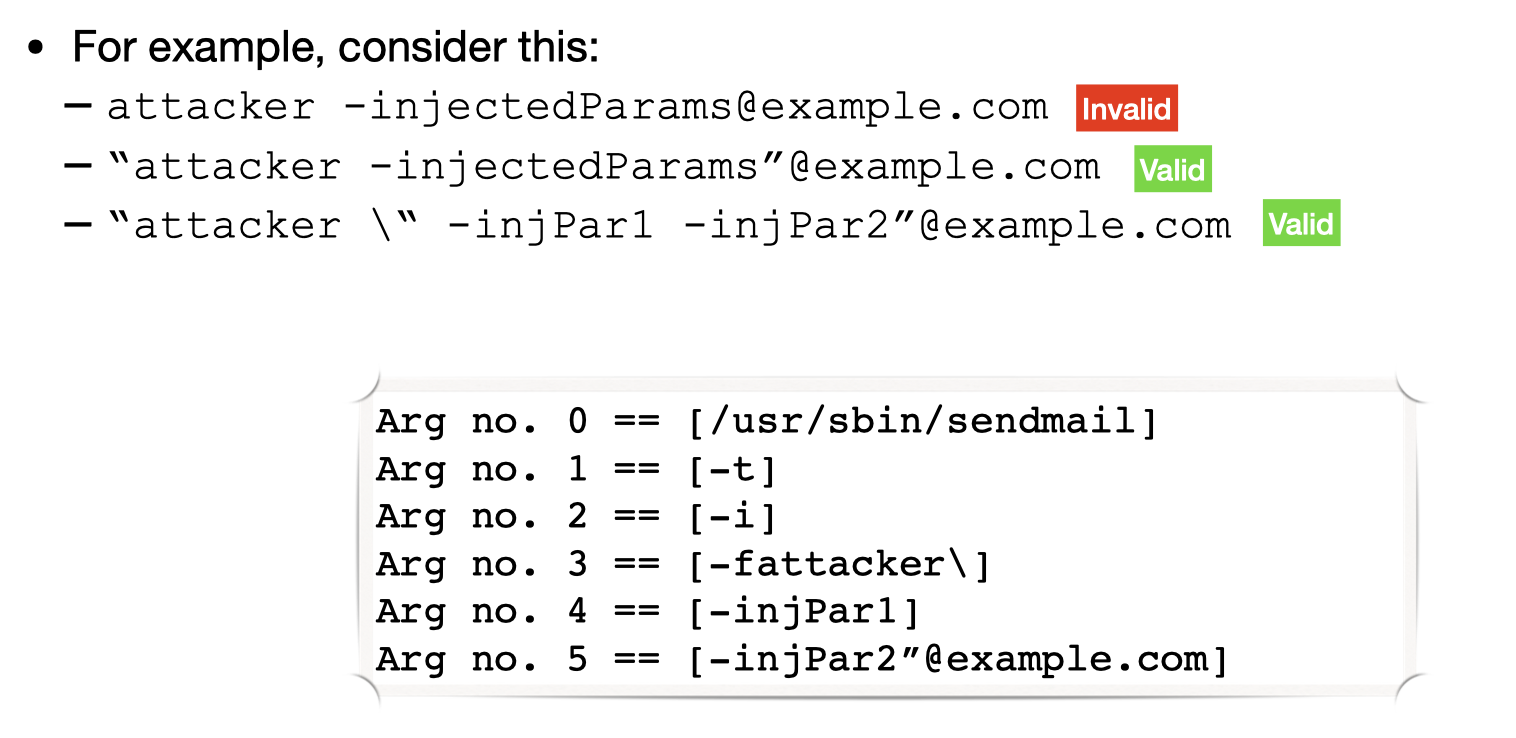 • For example, consider this:
– attacker -injectedParams@example.com Invalid
– “attacker -injectedParams”@example.com Valid
– “attacker \“ -injPar1 -injPar2”@example.com Valid
Arg no. 0 == [/usr/sbin/sendmail]
Arg no. 1 == [-t]
Arg no. 2 == [-i]
Arg no. 3 == [-fattacker\]
Arg no. 4 == [-injPar1]
Arg no. 5 == [-injPar2”@example.com]